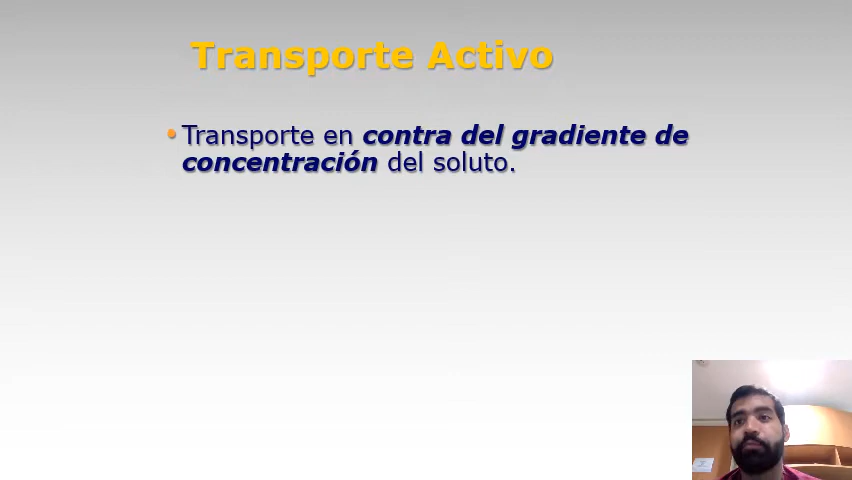 Transporte Activo
•Transporte en contra del gradiente de
concentración del soluto.